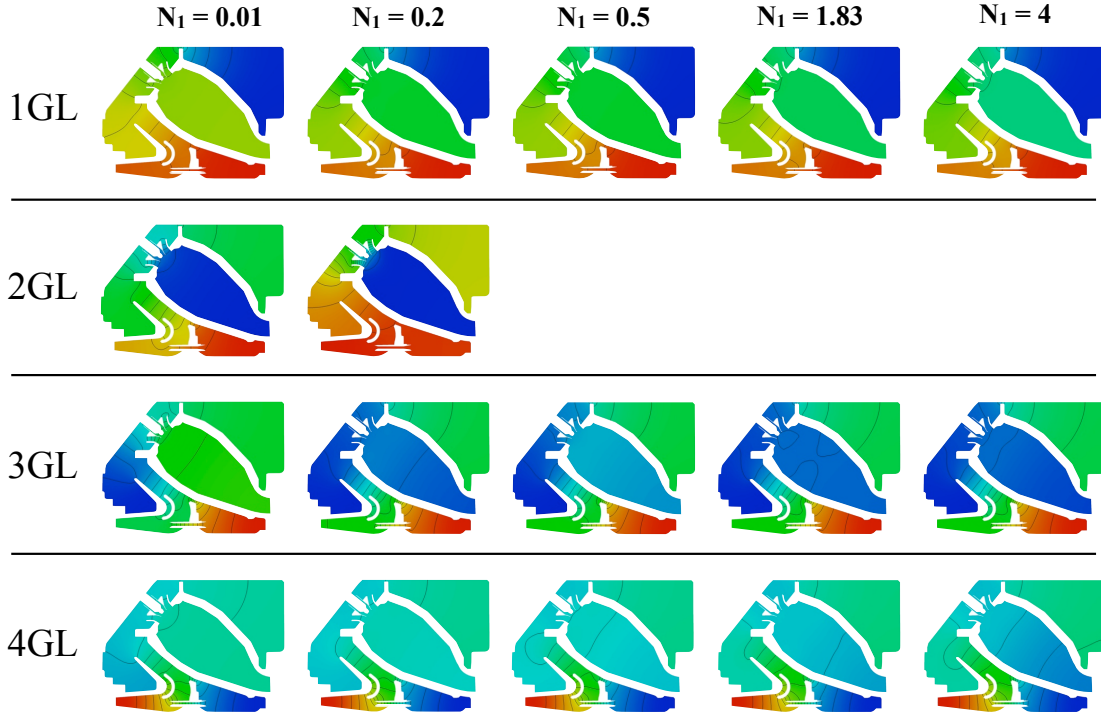 N₁ = 0.01 N₁ = 0.2 N₁ = 0.5 N₁ = 1.83 N₁ = 4
1GL
2GL
3GL
4GL